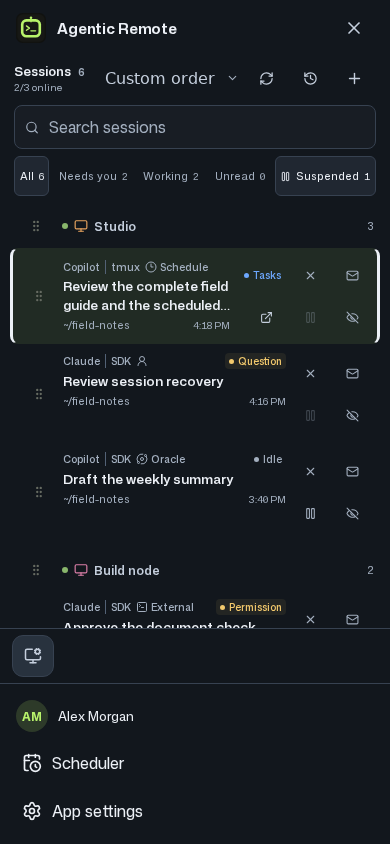 Agentic Remote
Sessions 6
2/3 online
Custom order
Search sessions
All 6
Needs you 2
Working 2
Unread 0
Suspended 1
Studio
3
Copilot | tmux Schedule
Tasks
Review the complete field
guide and the scheduled...
~/field-notes
4:18 PM
Claude | SDK
Question
Review session recovery
~/field-notes
4:16 PM
Copilot | SDK Oracle
Idle
Draft the weekly summary
~/field-notes
3:40 PM
Build node
2
Claude | SDK External
Permission
Approve the document check
AM
Alex Morgan
Scheduler
App settings